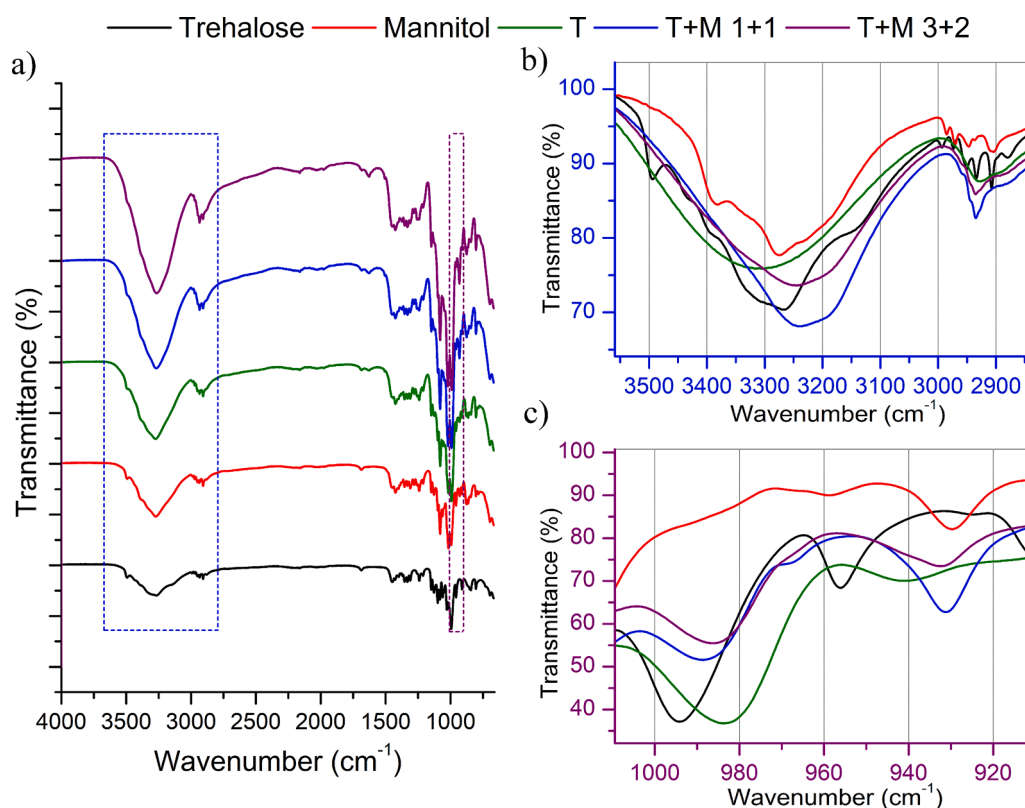 Trehalose Mannitol T T+M 1+1 T+M 3+2
a)
Transmittance (%)
4000 3500 3000 2500 2000 1500 1000
Wavenumber (cm⁻¹)
b)
100
90
80
70
Transmittance (%)
3500 3400 3300 3200 3100 3000 2900
Wavenumber (cm⁻¹)
c)
100
90
80
70
60
50
40
Transmittance (%)
1000 980 960 940 920
Wavenumber (cm⁻¹)